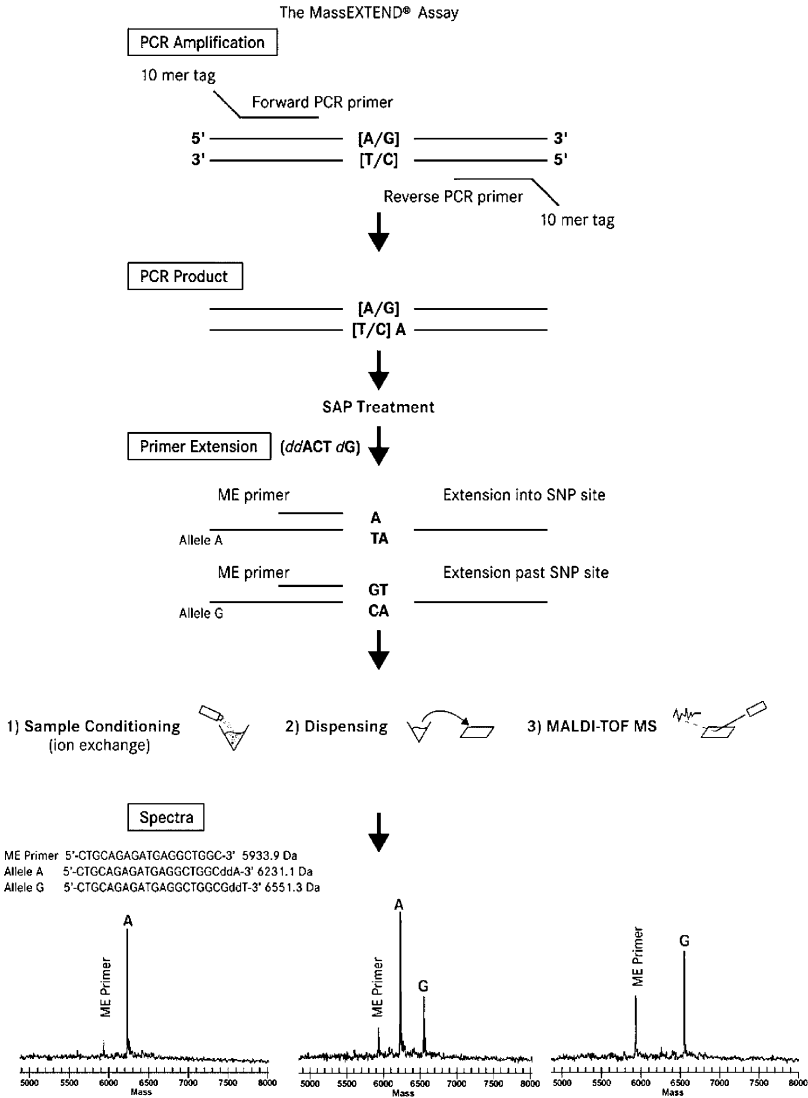 The MassEXTEND® Assay
PCR Amplification
10 mer tag
Forward PCR primer
5' [A/G] 3'
3' [T/C] 5'
Reverse PCR primer
10 mer tag
PCR Product
[A/G]
[T/C] A
SAP Treatment
Primer Extension (ddACT dG)
ME primer Extension into SNP site
A
Allele A TA
ME primer Extension past SNP site
GT
Allele G CA
1) Sample Conditioning 2) Dispensing 3) MALDI-TOF MS
(ion exchange)
Spectra
ME Primer 5'-CTGCAGAGATGAGGCTGGC-3' 5933.9 Da
Allele A 5'-CTGCAGAGATGAGGCTGGCddA-3' 6231.1 Da
Allele G 5'-CTGCAGAGATGAGGCTGGCGddT-3' 6551.3 Da
ME Primer A
5000 5500 6000 6500 7000 7500 8000
Mass
ME Primer A G
5000 5500 6000 6500 7000 7500 8000
Mass
ME Primer G
5000 5500 6000 6500 7000 7500 8000
Mass